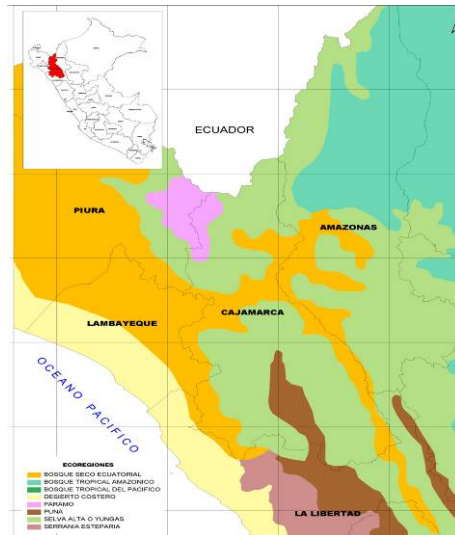 ECUADOR
PIURA
AMAZONAS
CAJAMARCA
LAMBAYEQUE
OCEANO PACIFICO
LA LIBERTAD
ECOREGIONES
BOSQUE SECO ECUATORIAL
BOSQUE TROPICAL AMAZONICO
BOSQUE TROPICAL DEL PACIFICO
DESIERTO COSTERO
PARAMO
PUNA
SELVA ALTA O YUNGAS
SERRANIA ESTEPARIA